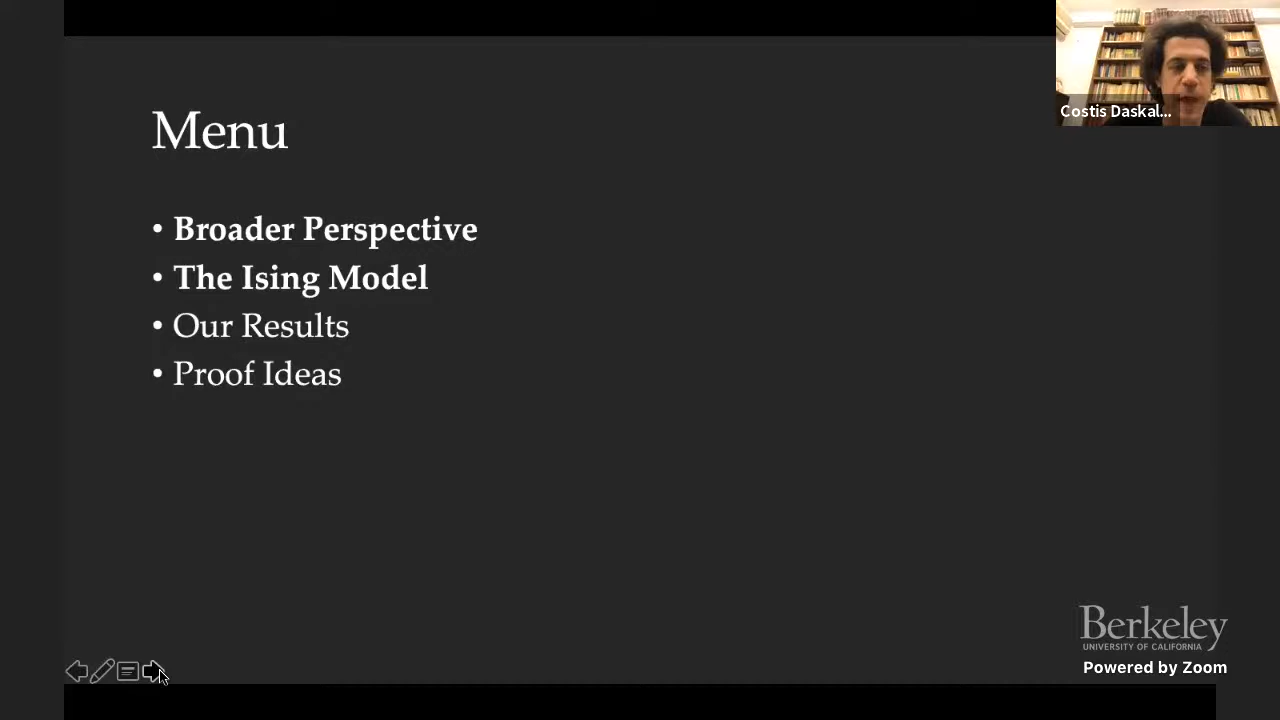 Menu
• Broader Perspective
• The Ising Model
• Our Results
• Proof Ideas
Costis Daskal...
Berkeley
UNIVERSITY OF CALIFORNIA
Powered by Zoom